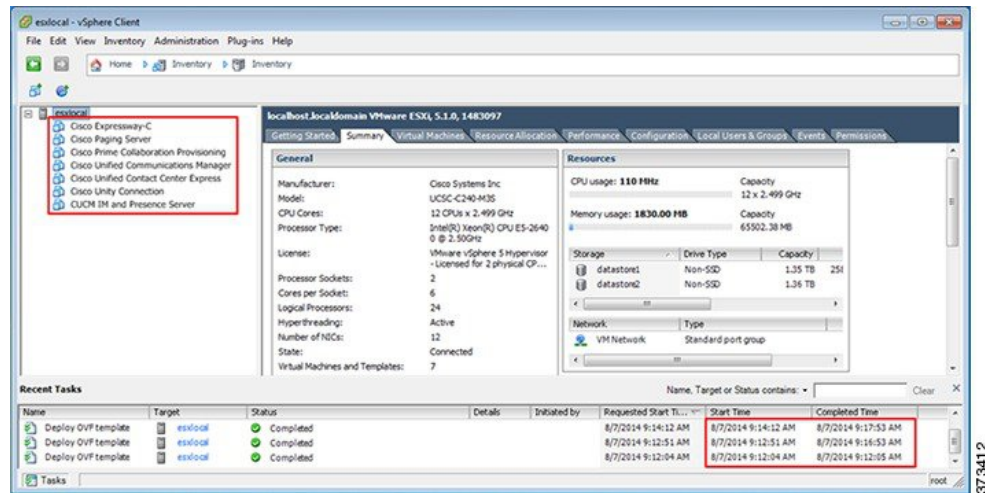 esxlocal - vSphere Client
File Edit View Inventory Administration Plug-ins Help
Home Inventory Inventory
esxlocal
Cisco Expressway-C
Cisco Paging Server
Cisco Prime Collaboration Provisioning
Cisco Unified Communications Manager
Cisco Unified Contact Center Express
Cisco Unity Connection
CUCM IM and Presence Server
localhost.localdomain VMware ESXi, 5.1.0, 1483097
Getting Started Summary Virtual Machines Resource Allocation Performance Configuration Local Users & Groups Events Permissions
General
Manufacturer: Cisco Systems Inc
Model: UCSC-C240-M3S
CPU Cores: 12 CPUs x 2.499 GHz
Processor Type: Intel(R) Xeon(R) CPU E5-2640
0 @ 2.50GHz
License: VMware vSphere 5 Hypervisor
- Licensed for 2 physical CP...
Processor Sockets: 2
Cores per Socket: 6
Logical Processors: 24
Hyperthreading: Active
Number of NICs: 12
State: Connected
Virtual Machines and Templates: 7
Resources
CPU usage: 110 MHz Capacity
12 x 2.499 GHz
Memory usage: 1830.00 MB Capacity
65502.38 MB
Storage Drive Type Capacity
datastore1 Non-SSD 1.35 TB 258
datastore2 Non-SSD 1.36 TB
Network Type
VM Network Standard port group
Recent Tasks
Name, Target or Status contains: Clear
Name Target Status Details Initiated by Requested Start Ti... Start Time Completed Time
Deploy OVF template esxlocal Completed 8/7/2014 9:14:12 AM 8/7/2014 9:14:12 AM 8/7/2014 9:17:53 AM
Deploy OVF template esxlocal Completed 8/7/2014 9:12:51 AM 8/7/2014 9:12:51 AM 8/7/2014 9:16:53 AM
Deploy OVF template esxlocal Completed 8/7/2014 9:12:04 AM 8/7/2014 9:12:04 AM 8/7/2014 9:12:05 AM
Tasks
root
373412